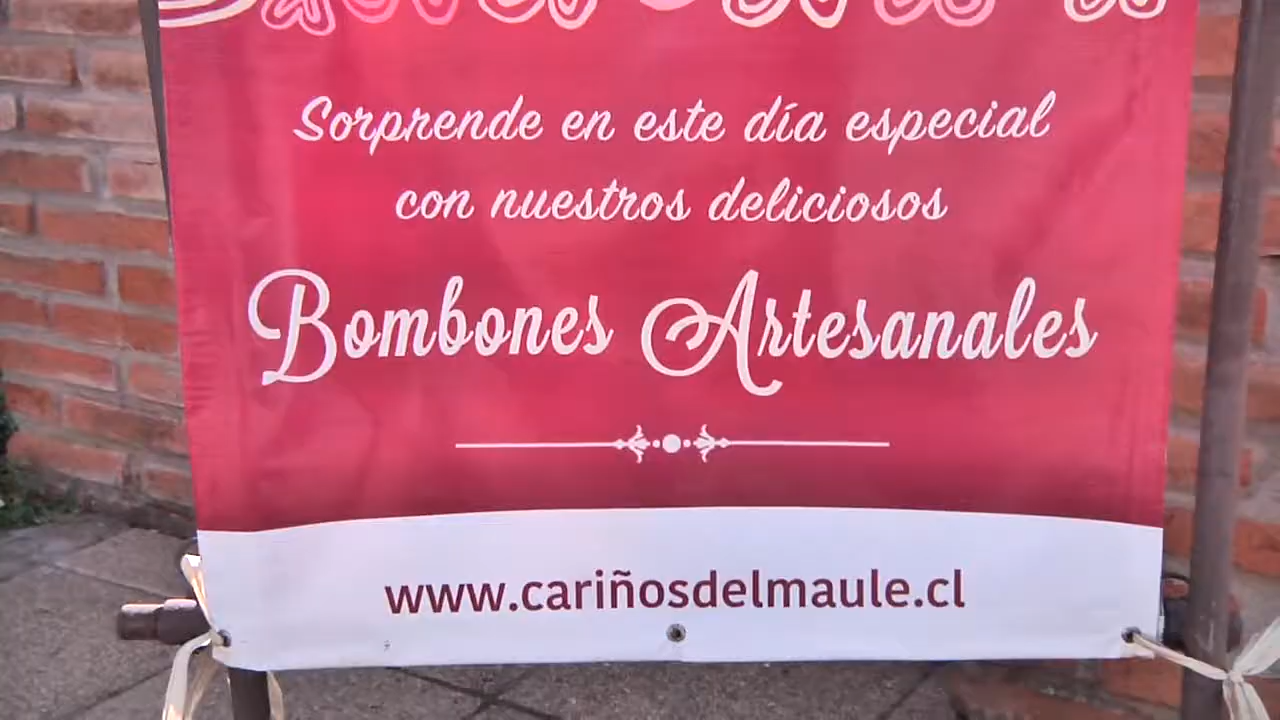 Sorprende en este día especial
con nuestros deliciosos
Bombones Artesanales
www.cariñosdelmaule.cl